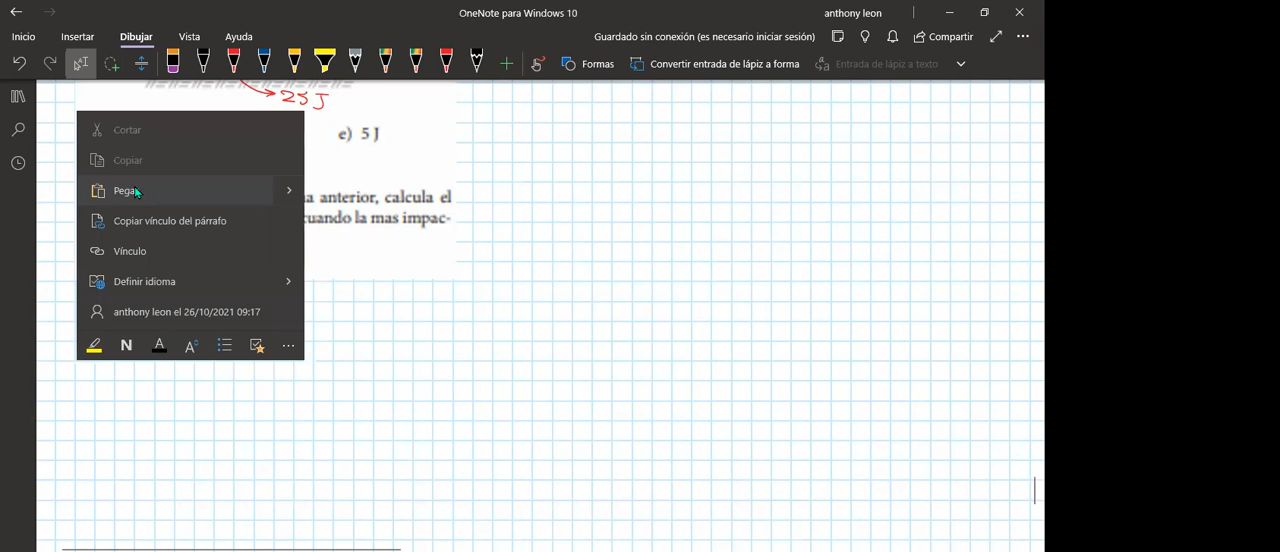 OneNote para Windows 10
anthony leon
Inicio
Insertar
Dibujar
Vista
Ayuda
Guardado sin conexión (es necesario iniciar sesión)
Compartir
Formas
Convertir entrada de lápiz a forma
Entrada de lápiz a texto
25 J
Cortar
e) 5 J
Copiar
Pega
anterior, calcula el
cuando la mas impac-
Copiar vínculo del párrafo
Vínculo
Definir idioma
anthony leon el 26/10/2021 09:17
N
A
A